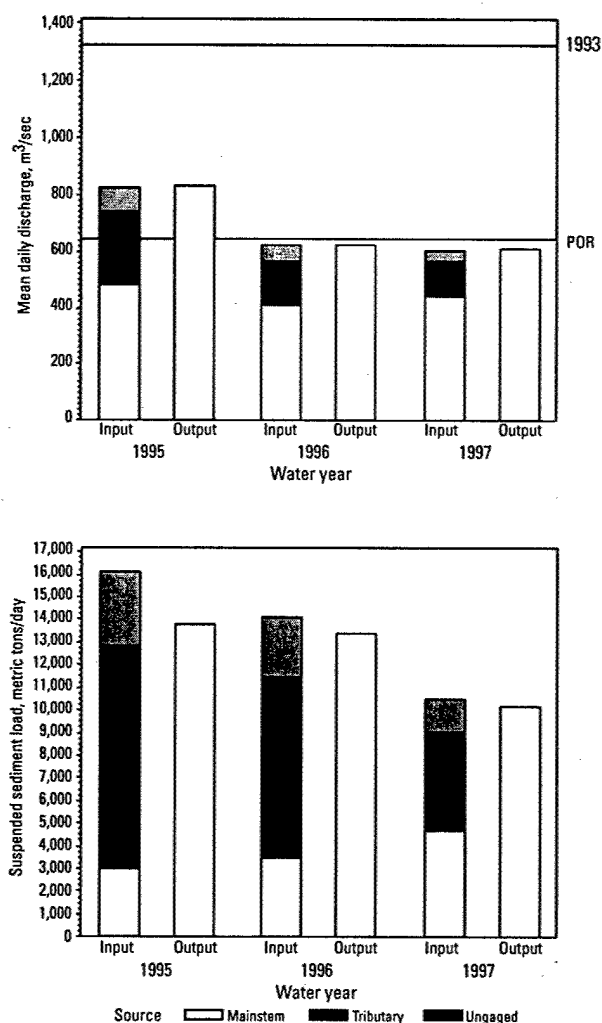 1,400
1993
1,200
1,000
800
600
POR
400
200
0
Mean daily discharge, m³/sec
Input Output Input Output Input Output
1995 1996 1997
Water year
17,000
16,000
15,000
14,000
13,000
12,000
11,000
10,000
9,000
8,000
7,000
6,000
5,000
4,000
3,000
2,000
1,000
0
Suspended sediment load, metric tons/day
Input Output Input Output Input Output
1995 1996 1997
Water year
Source Mainstem Tributary Ungaged